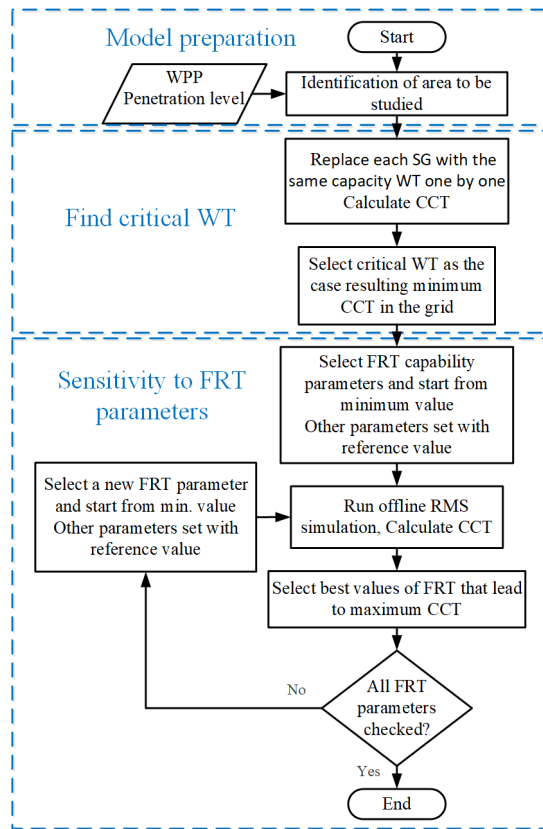 Model preparation
Start
WPP
Penetration level
Identification of area to be
studied
Find critical WT
Replace each SG with the
same capacity WT one by one
Calculate CCT
Select critical WT as the
case resulting minimum
CCT in the grid
Sensitivity to FRT
parameters
Select FRT capability
parameters and start from
minimum value
Other parameters set with
reference value
Select a new FRT parameter
and start from min. value
Other parameters set with
reference value
Run offline RMS
simulation, Calculate CCT
Select best values of FRT that lead
to maximum CCT
No
All FRT
parameters
checked?
Yes
End